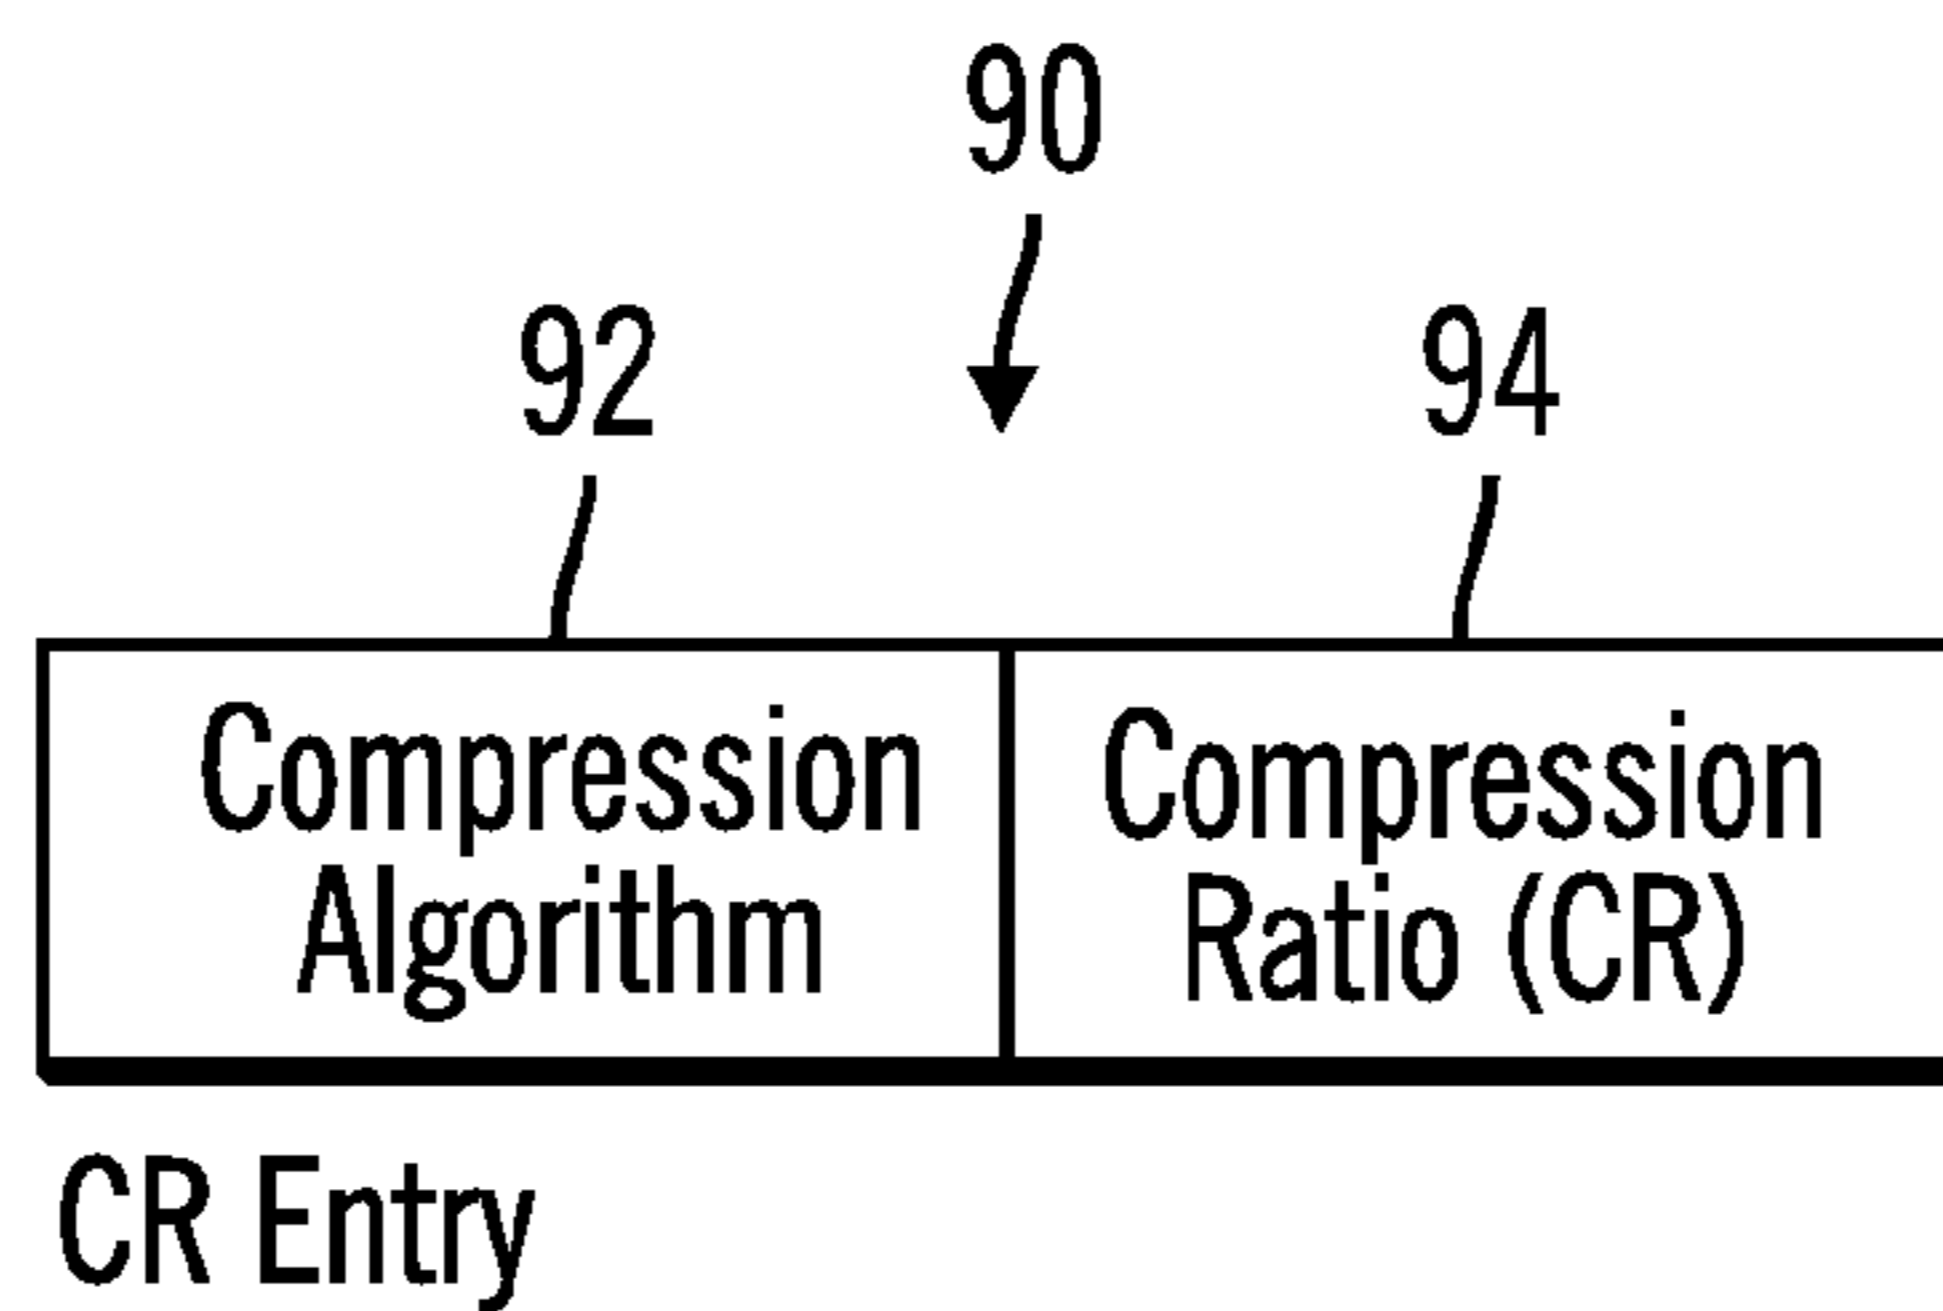 90
92
94
Compression
Algorithm
Compression
Ratio (CR)
CR Entry